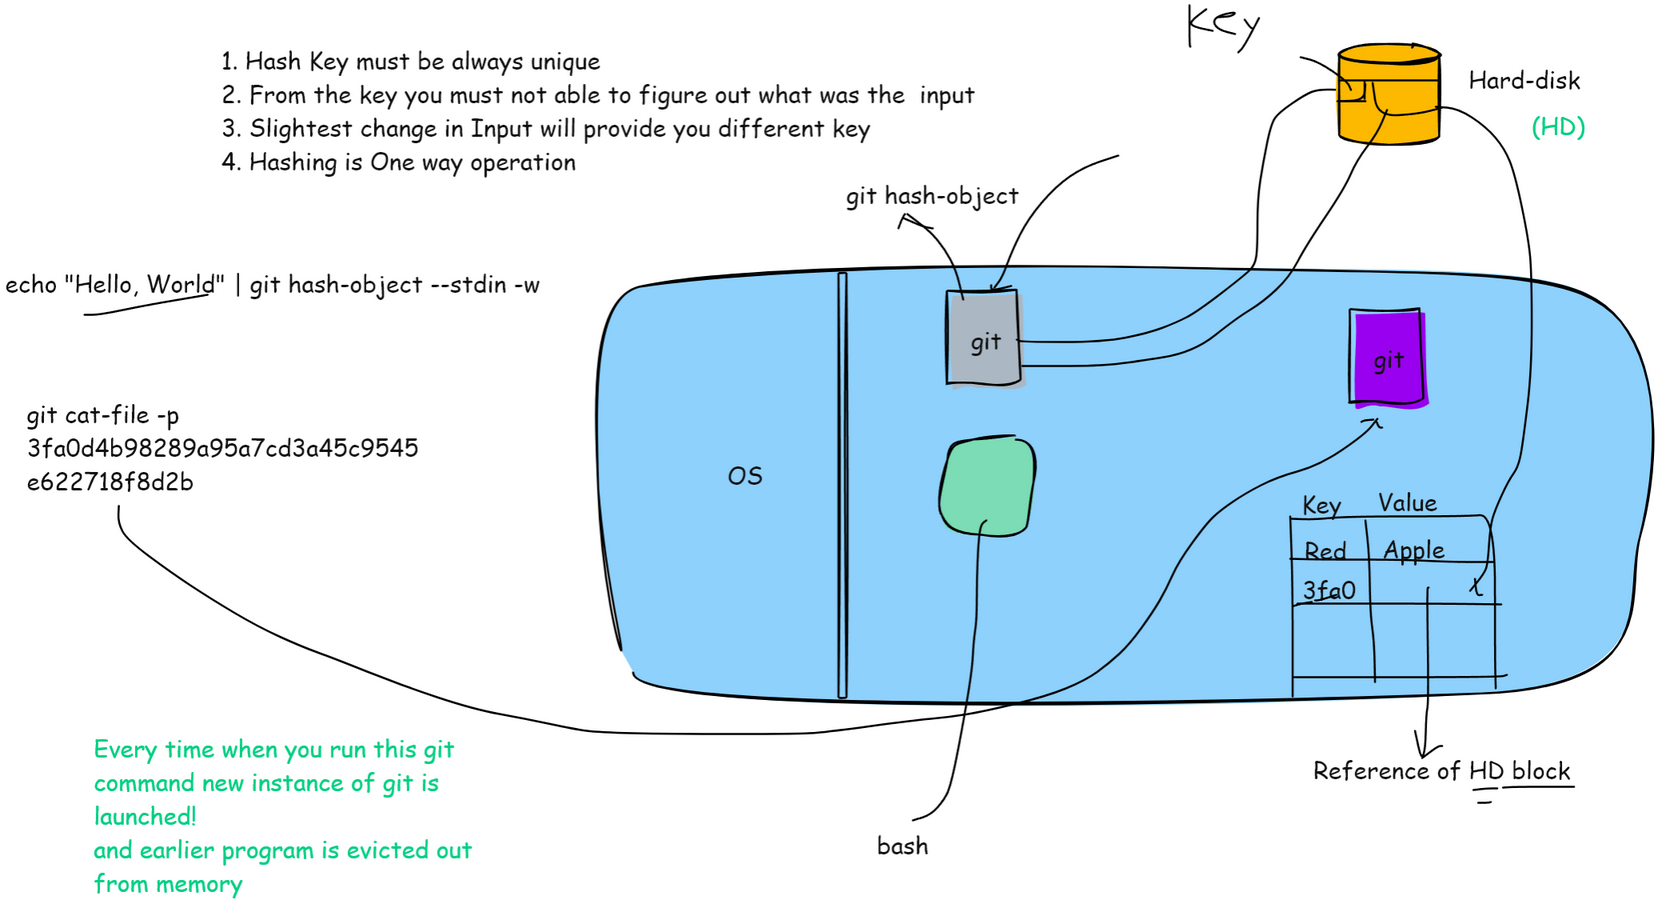 Key
1. Hash Key must be always unique
2. From the key you must not able to figure out what was the  input
3. Slightest change in Input will provide you different key
4. Hashing is One way operation
Hard-disk
(HD)
git hash-object
echo "Hello, World" | git hash-object --stdin -w
git
git
git cat-file -p
3fa0d4b98289a95a7cd3a45c9545
e622718f8d2b
OS
Key Value
Red Apple
3fa0
Every time when you run this git
command new instance of git is
launched!
and earlier program is evicted out
from memory
Reference of HD block
bash